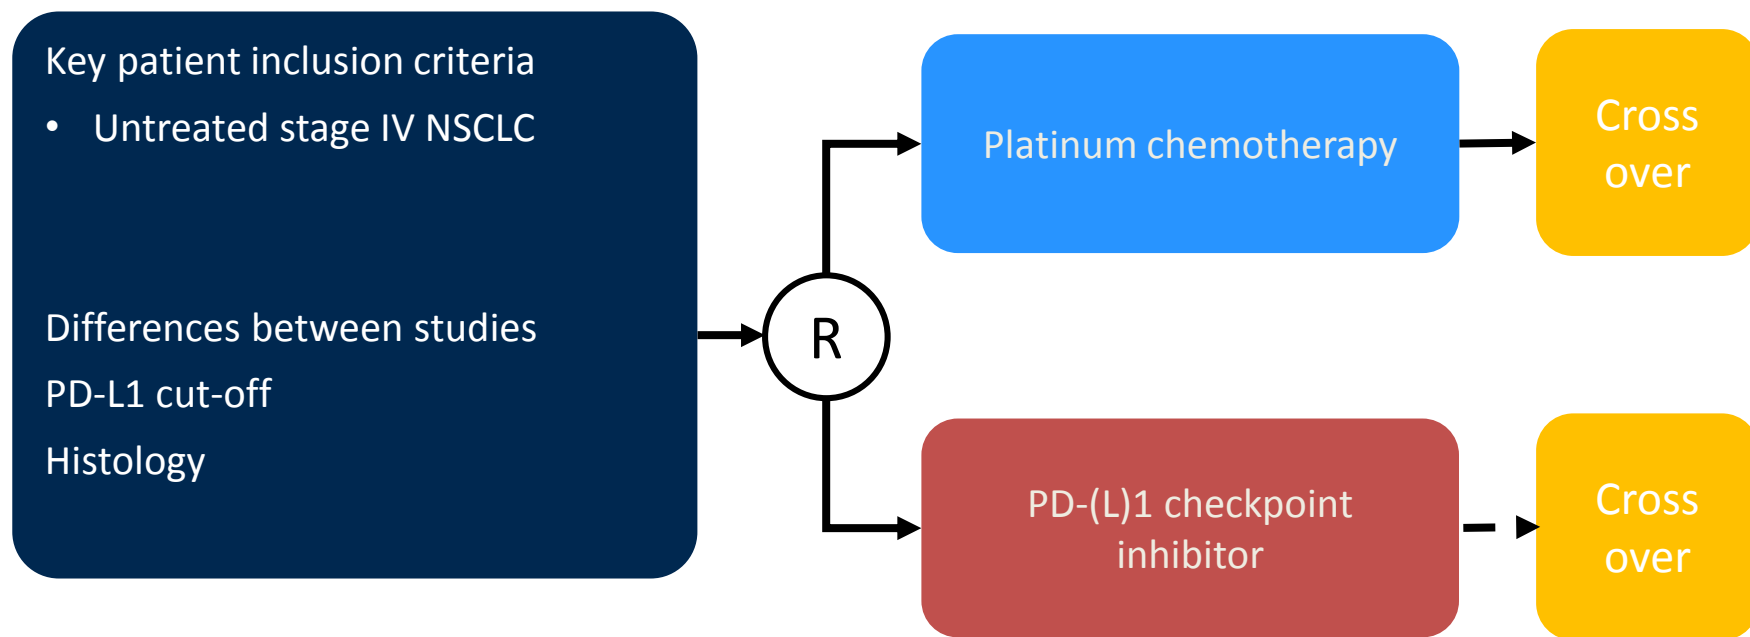 Key patient inclusion criteria
• Untreated stage IV NSCLC
Differences between studies
PD-L1 cut-off
Histology
R
Platinum chemotherapy
Cross
over
PD-(L)1 checkpoint
inhibitor
Cross
over